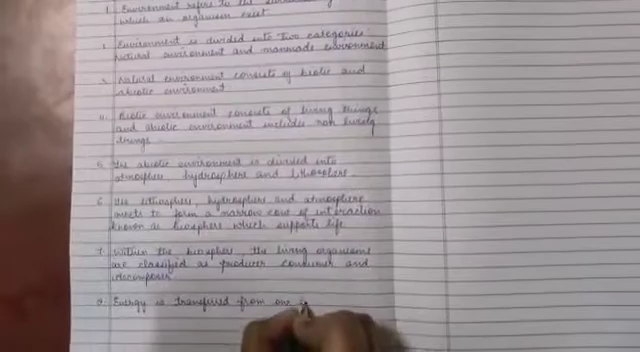 1. Environment refers to the
which an organism exist
2. Environment is divided into two categories
natural environment and manmade environment
3. Natural environment consists of biotic and
abiotic environment
4. Biotic environment consists of living things
and abiotic environment includes non living
things
5. The abiotic environment is divided into
atmosphere, hydrosphere and lithosphere
6. The lithosphere, hydrosphere and atmosphere
meets to form a narrow zone of interaction
known as biosphere which supports life
7. Within the biosphere, the living organisms
are classified as producer consumer and
decomposer
8. Energy is transferred from one